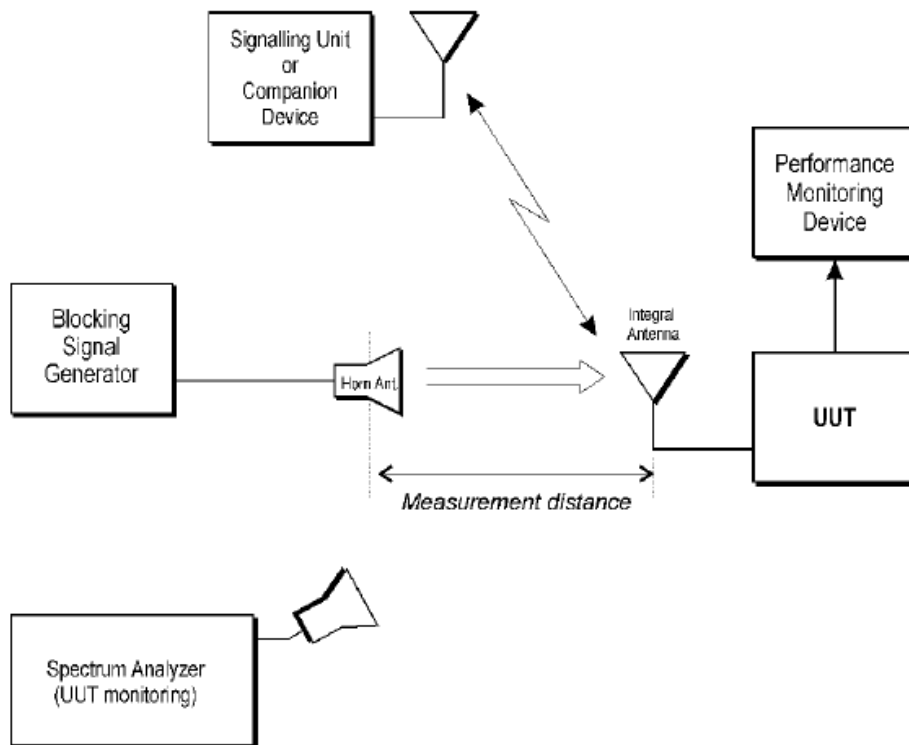 Signalling Unit
or
Companion
Device
Performance
Monitoring
Device
Blocking
Signal
Generator
Horn Ant.
Integral
Antenna
UUT
Measurement distance
Spectrum Analyzer
(UUT monitoring)